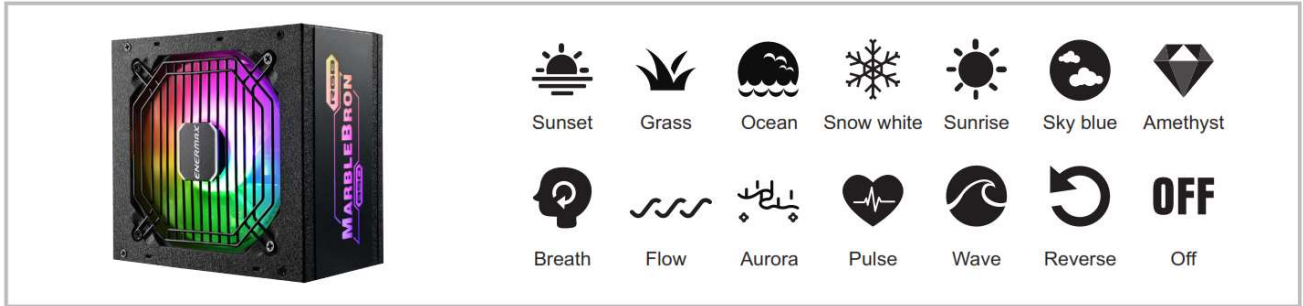 ENERMAX
RGB
MARBLEBRON
Sunset Grass Ocean Snow white Sunrise Sky blue Amethyst
OFF
Breath Flow Aurora Pulse Wave Reverse Off